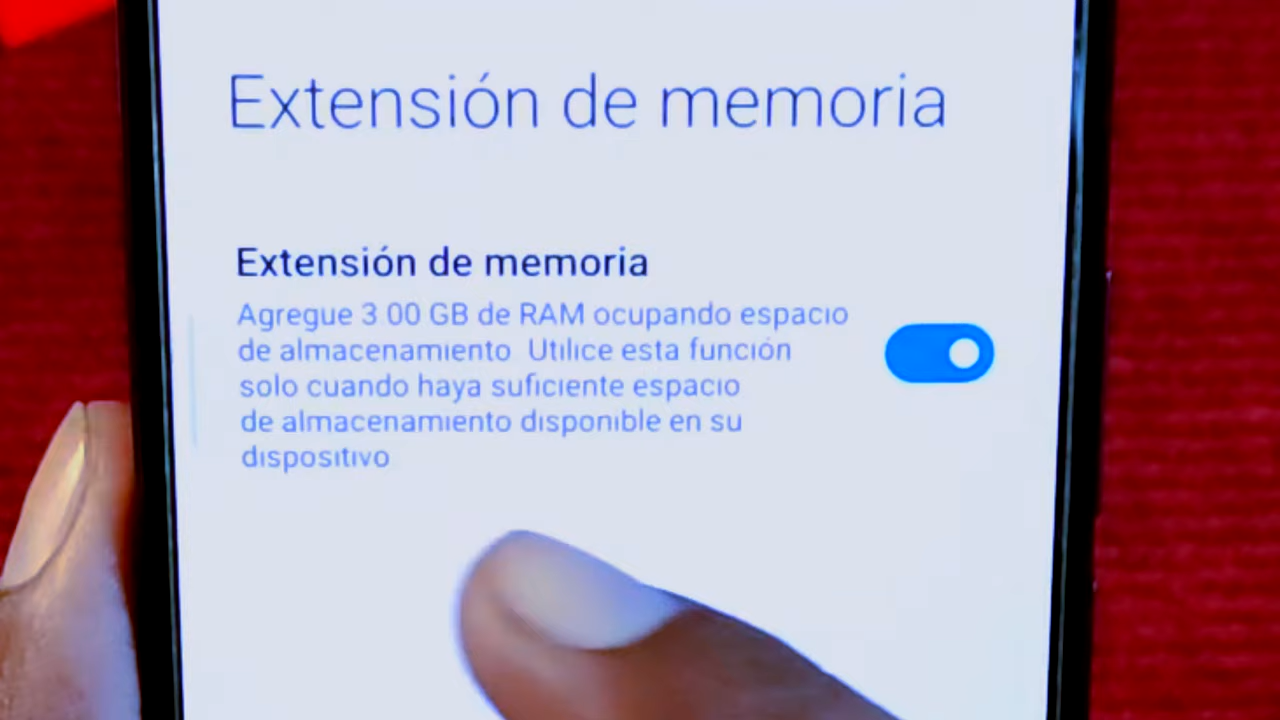 Extensión de memoria
Extensión de memoria
Agregue 3 00 GB de RAM ocupando espacio
de almacenamiento Utilice esta función
solo cuando haya suficiente espacio
de almacenamiento disponible en su
dispositivo